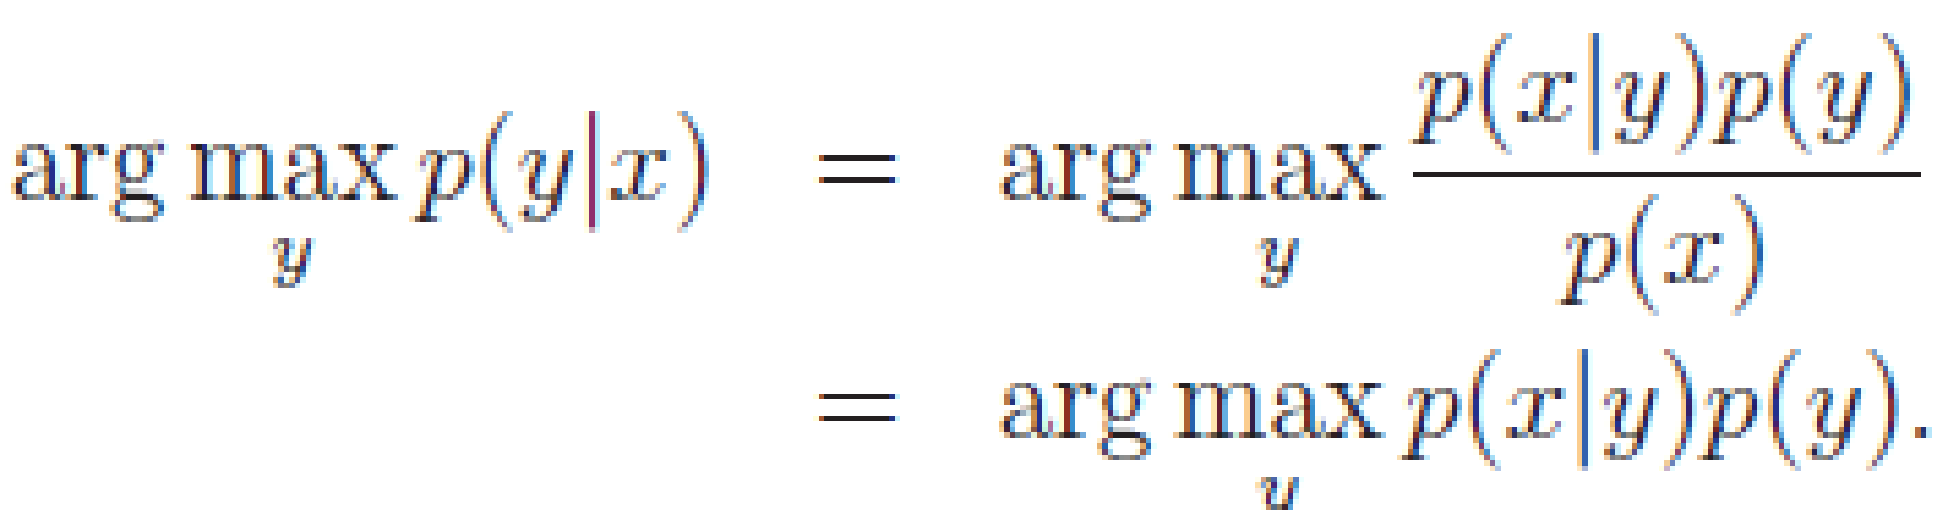 arg max_y p(y|x) = arg max_y p(x|y)p(y) / p(x)
= arg max_y p(x|y)p(y).